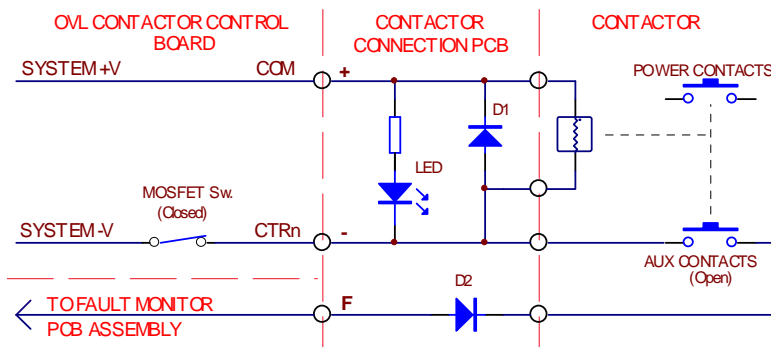 OVL CONTACTOR CONTROL
BOARD
CONTACTOR
CONNECTION PCB
CONTACTOR
SYSTEM+V
COM
+
POWER CONTACTS
D1
LED
MOSFET Sw.
(Closed)
SYSTEM-V
CTRn
-
AUX CONTACTS
(Open)
D2
TO FAULT MONITOR
PCB ASSEMBLY
F